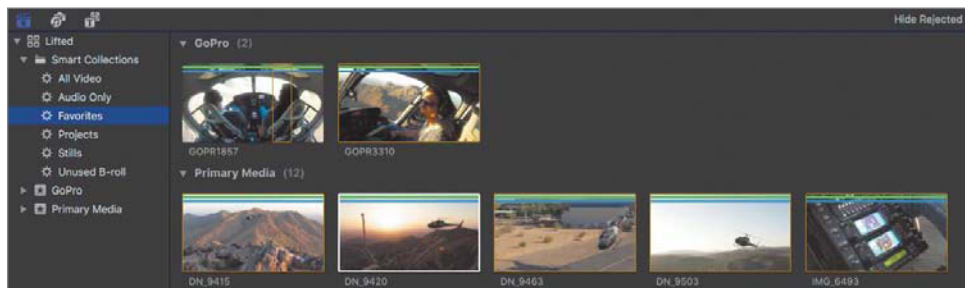 Hide Rejected
Lifted
Smart Collections
All Video
Audio Only
Favorites
Projects
Stills
Unused B-roll
GoPro
Primary Media
GoPro (2)
GOPR1857
GOPR3310
Primary Media (12)
DN_9415
DN_9420
DN_9463
DN_9503
IMG_6493